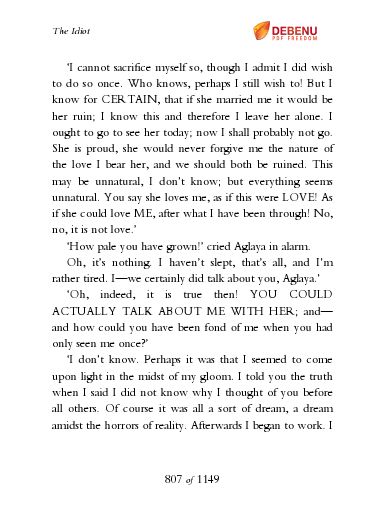 The Idiot
DEBENU
PDF FREEDOM
‘I cannot sacrifice myself so, though I admit I did wish
to do so once. Who knows, perhaps I still wish to! But I
know for CERTAIN, that if she married me it would be
her ruin; I know this and therefore I leave her alone. I
ought to go to see her today; now I shall probably not go.
She is proud, she would never forgive me the nature of
the love I bear her, and we should both be ruined. This
may be unnatural, I don’t know; but everything seems
unnatural. You say she loves me, as if this were LOVE! As
if she could love ME, after what I have been through! No,
no, it is not love.’
‘How pale you have grown!’ cried Aglaya in alarm.
Oh, it’s nothing. I haven’t slept, that’s all, and I’m
rather tired. I—we certainly did talk about you, Aglaya.’
‘Oh, indeed, it is true then! YOU COULD
ACTUALLY TALK ABOUT ME WITH HER; and—
and how could you have been fond of me when you had
only seen me once?’
‘I don’t know. Perhaps it was that I seemed to come
upon light in the midst of my gloom. I told you the truth
when I said I did not know why I thought of you before
all others. Of course it was all a sort of dream, a dream
amidst the horrors of reality. Afterwards I began to work. I
807 of 1149